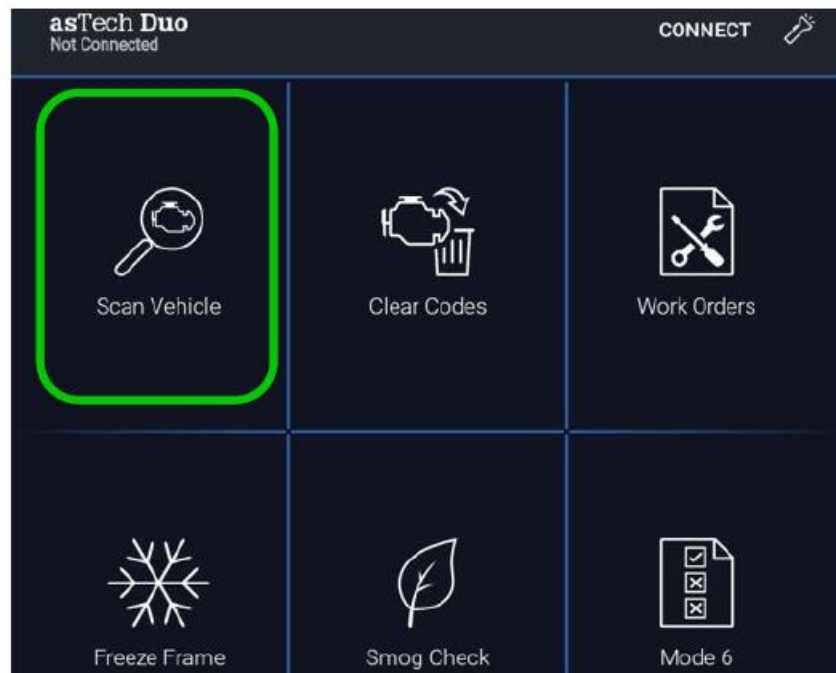 asTech Duo
Not Connected
CONNECT
Scan Vehicle
Clear Codes
Work Orders
Freeze Frame
Smog Check
Mode 6